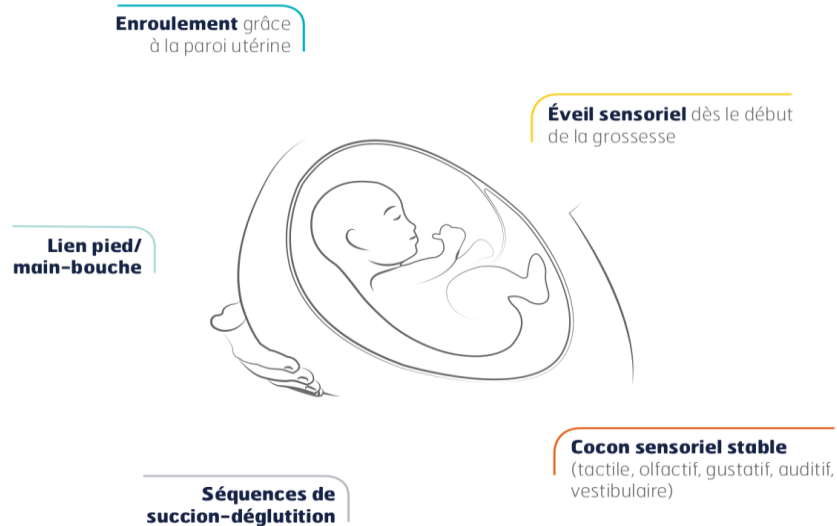 Enroulement grâce
à la paroi utérine
Éveil sensoriel dès le début
de la grossesse
Lien pied/
main-bouche
Cocon sensoriel stable
(tactile, olfactif, gustatif, auditif,
vestibulaire)
Séquences de
succion-déglutition